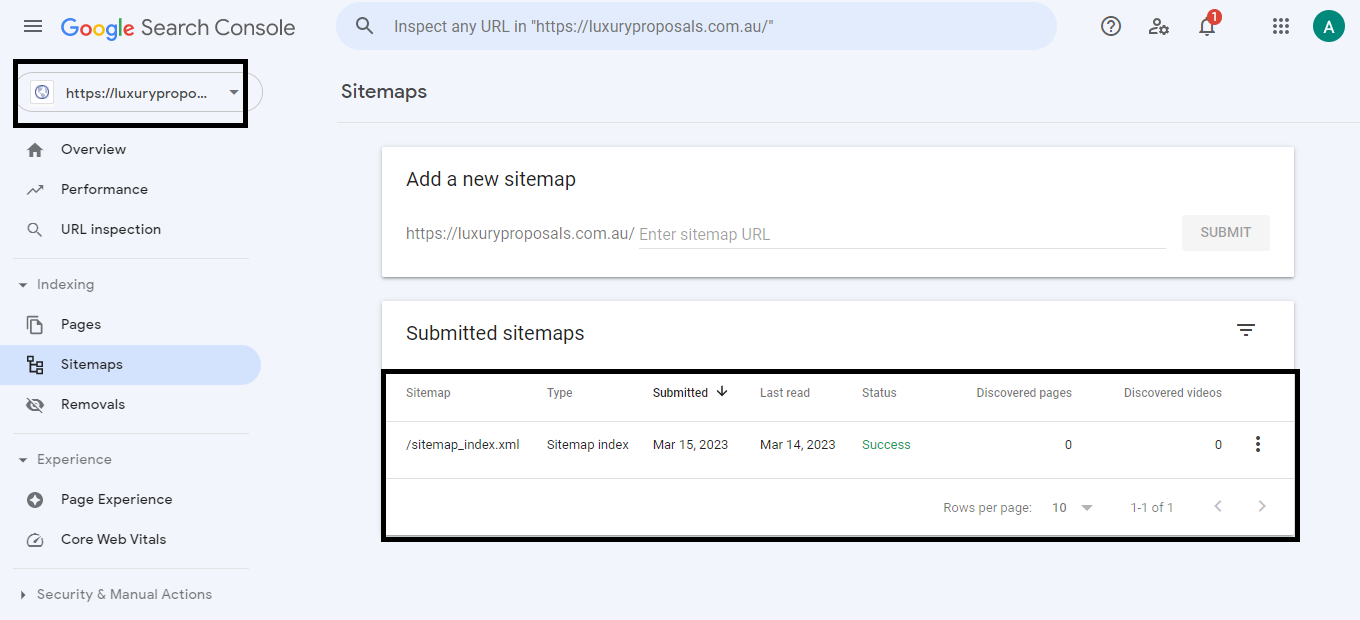 Google Search Console
Inspect any URL in "https://luxuryproposals.com.au/"
1
A
https://luxurypropo...
Overview
Performance
URL inspection
Indexing
Pages
Sitemaps
Removals
Experience
Page Experience
Core Web Vitals
Security & Manual Actions
Sitemaps
Add a new sitemap
https://luxuryproposals.com.au/ Enter sitemap URL SUBMIT
Submitted sitemaps
Sitemap Type Submitted Last read Status Discovered pages Discovered videos
/sitemap_index.xml Sitemap index Mar 15, 2023 Mar 14, 2023 Success 0 0
Rows per page: 10 1-1 of 1